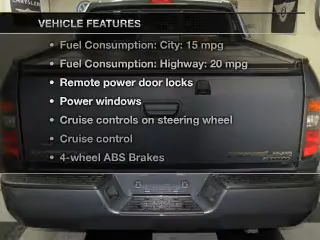 VEHICLE FEATURES
• Fuel Consumption: City: 15 mpg
• Fuel Consumption: Highway: 20 mpg
• Remote power door locks
• Power windows
• Cruise controls on steering wheel
• Cruise control
• 4-wheel ABS Brakes